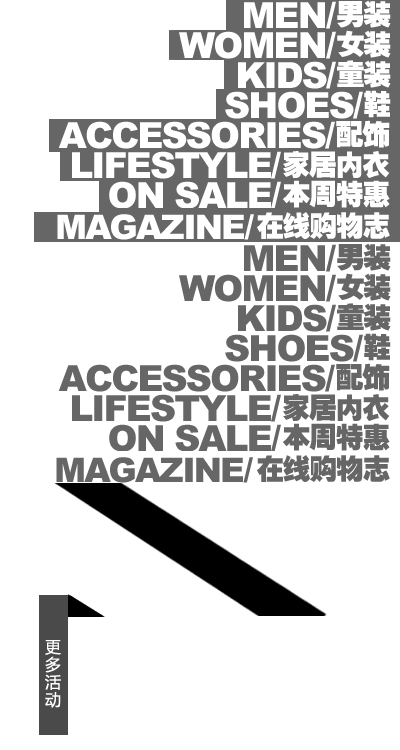 MEN/男装
WOMEN/女装
KIDS/童装
SHOES/鞋
ACCESSORIES/配饰
LIFESTYLE/家居内衣
ON SALE/本周特惠
MAGAZINE/在线购物志
MEN/男装
WOMEN/女装
KIDS/童装
SHOES/鞋
ACCESSORIES/配饰
LIFESTYLE/家居内衣
ON SALE/本周特惠
MAGAZINE/在线购物志
更多活动